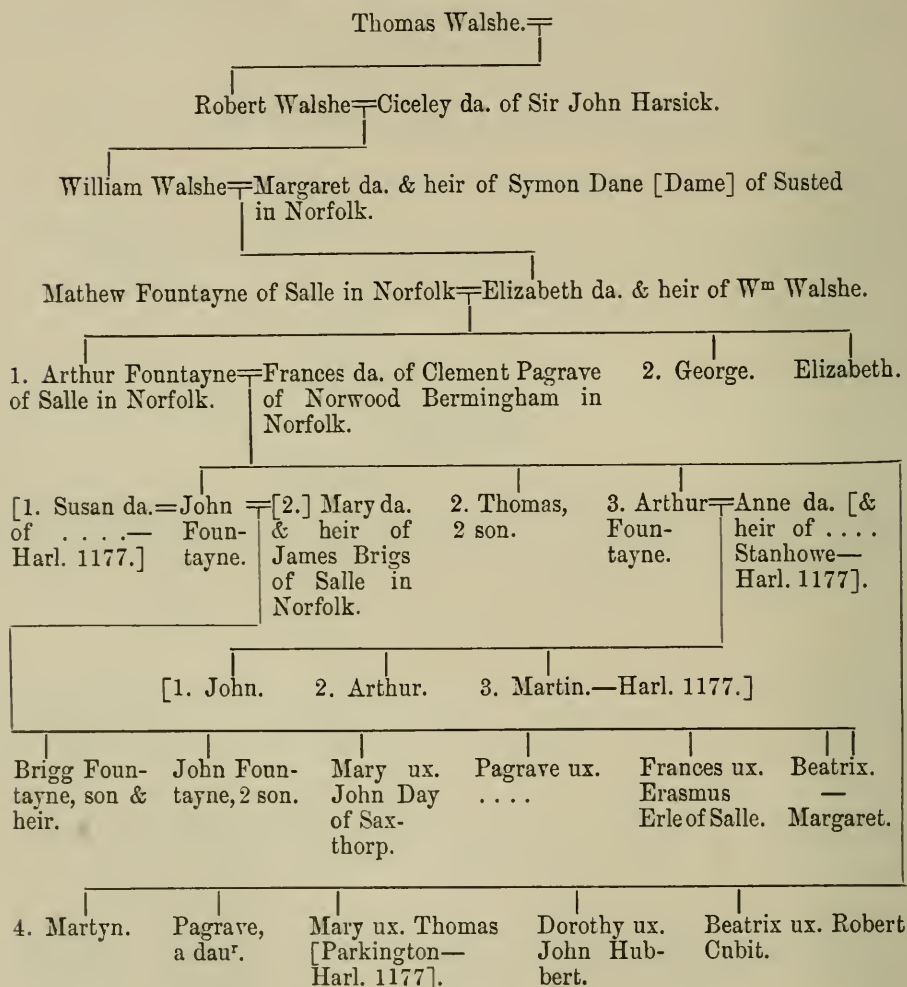 Thomas Walshe.=
Robert Walshe=Ciceley da. of Sir John Harsick.
William Walshe=Margaret da. & heir of Symon Dane [Dame] of Susted
in Norfolk.
Mathew Fountayne of Salle in Norfolk=Elizabeth da. & heir of Wᵐ Walshe.
1. Arthur Fountayne=Frances da. of Clement Pagrave 2. George. Elizabeth.
of Salle in Norfolk. of Norwood Bermingham in
Norfolk.
[1. Susan da.=John =[2.] Mary da. 2. Thomas, 3. Arthur=Anne da. [&
of . . . .— Foun- & heir of 2 son. Foun- heir of . . . .
Harl. 1177.] tayne. James Brigs tayne. Stanhowe—
of Salle in Harl. 1177].
Norfolk.
[1. John. 2. Arthur. 3. Martin.—Harl. 1177.]
Brigg Foun- John Foun- Mary ux. Pagrave ux. Frances ux. Beatrix.
tayne, son & tayne, 2 son. John Day . . . . Erasmus —
heir. of Sax- Erle of Salle. Margaret.
thorp.
4. Martyn. Pagrave, Mary ux. Thomas Dorothy ux. Beatrix ux. Robert
a dauʳ. [Parkington— John Hub- Cubit.
Harl. 1177]. bert.